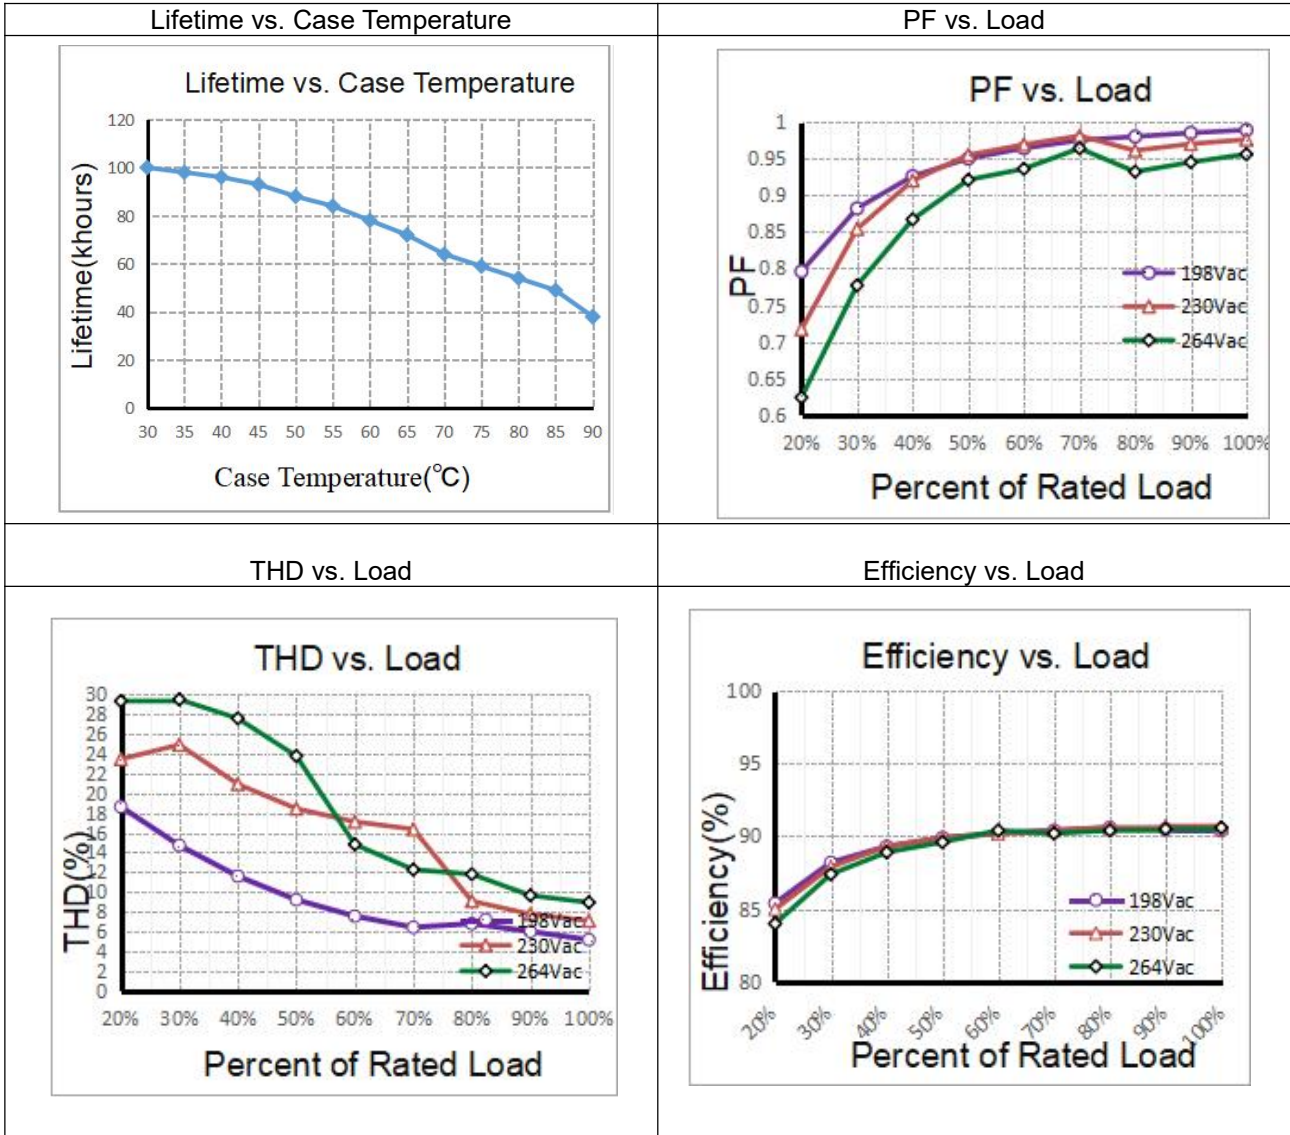 Lifetime vs. Case Temperature
PF vs. Load
Lifetime vs. Case Temperature
120
100
80
60
40
20
0
Lifetime(khours)
30 35 40 45 50 55 60 65 70 75 80 85 90
Case Temperature(℃)
PF vs. Load
1
0.95
0.9
0.85
0.8
0.75
0.7
0.65
0.6
PF
198Vac
230Vac
264Vac
20% 30% 40% 50% 60% 70% 80% 90% 100%
Percent of Rated Load
THD vs. Load
Efficiency vs. Load
THD vs. Load
30
28
26
24
22
20
18
16
14
12
10
8
6
4
2
0
THD(%)
198Vac
230Vac
264Vac
20% 30% 40% 50% 60% 70% 80% 90% 100%
Percent of Rated Load
Efficiency vs. Load
100
95
90
85
80
Efficiency(%)
198Vac
230Vac
264Vac
20% 30% 40% 50% 60% 70% 80% 90% 100%
Percent of Rated Load